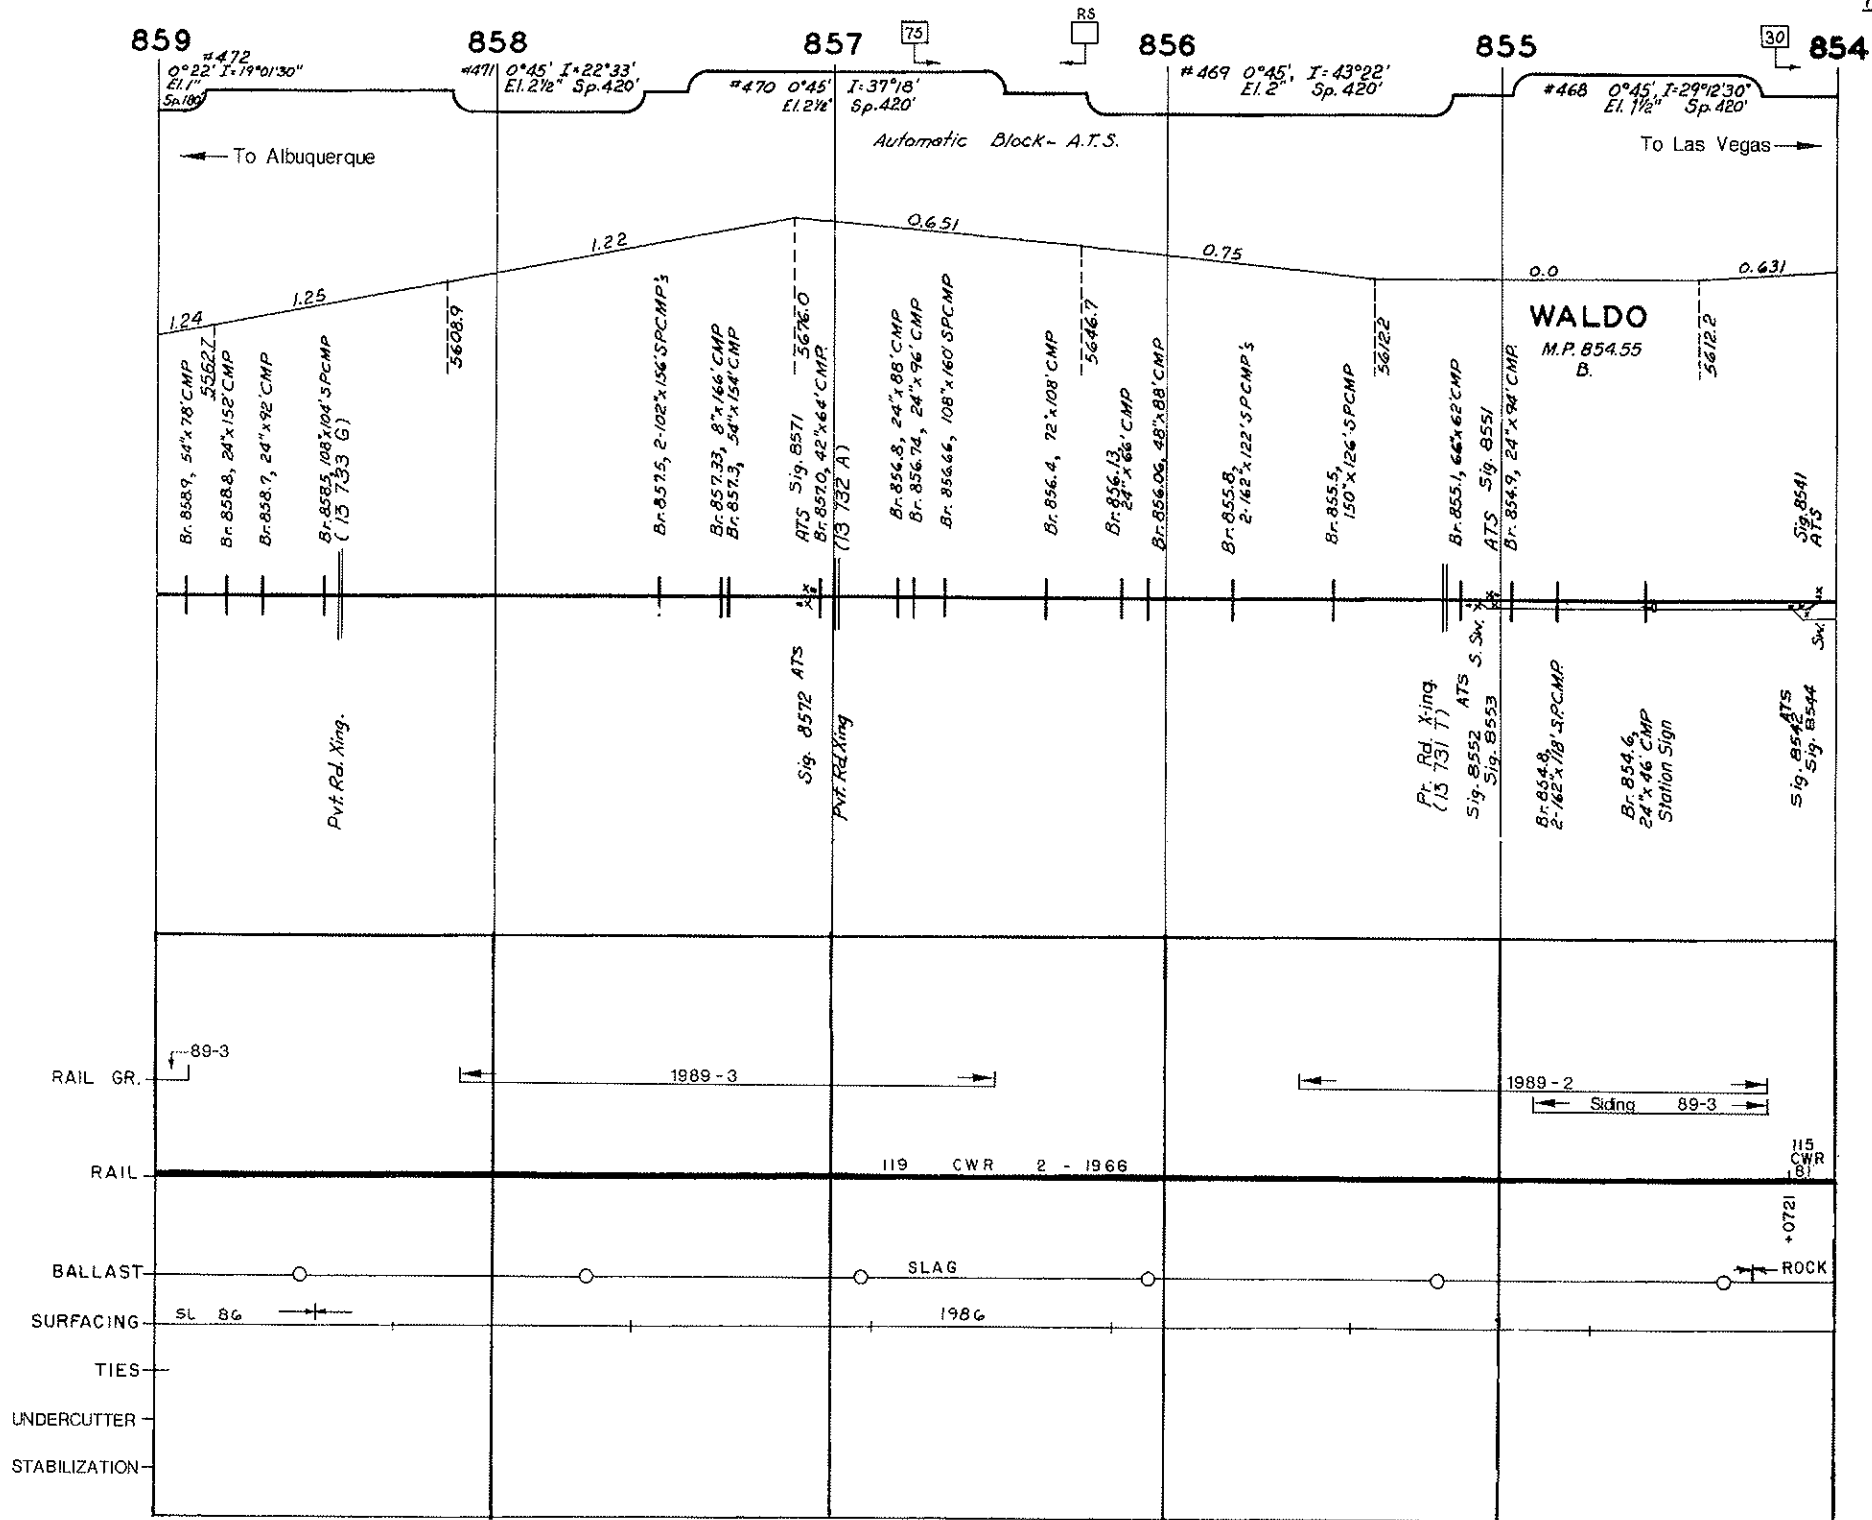 859
858
857
75
RS
856
855
30
854
#472
0°22' I=19°01'30"
El. 1"
Sp.180'
#471 0°45' I=22°33'
El. 2½" Sp. 420'
#470 0°45' I=37°18'
El. 2½" Sp. 420'
#469 0°45', I=43°22'
El. 2" Sp. 420'
#468 0°45', I=29°12'30"
El. 1½" Sp. 420'
To Albuquerque
Automatic Block - A.T.S.
To Las Vegas
1.24
1.25
1.22
0.651
0.75
0.0
0.631
5562.7
5608.9
5676.0
5646.7
5612.2
5612.2
WALDO
M.P. 854.55
B.
Br. 858.9, 54"x78' CMP
Br. 858.8, 24"x152' CMP
Br. 858.7, 24"x92' CMP
Br. 858.5, 108"x104' SPCMP
(13 733 G)
Br. 857.5, 2-102"x156' SPCMP's
Br. 857.33, 8"x166' CMP
Br. 857.3, 54"x154' CMP
ATS Sig. 8571
Br. 857.0, 42"x64' CMP.
(13 732 A)
Br. 856.8, 24"x88' CMP
Br. 856.74, 24"x96' CMP
Br. 856.66, 108"x160' SPCMP
Br. 856.4, 72"x108' CMP
Br. 856.13,
24"x66' CMP
Br. 856.06, 48"x88' CMP
Br. 855.8,
2-162"x122' SPCMP's
Br. 855.5,
150"x126' SPCMP
Br. 855.1, 66"x62' CMP
ATS Sig. 8551
Br. 854.9, 24"x94' CMP.
Sig. 8541
ATS
Pvt. Rd. Xing.
Sig. 8572 ATS
Pvt. Rd. Xing
Pr. Rd. X-ing.
(13 731 T)
Sig. 8552 ATS S. Sw.
Sig. 8553
Br. 854.8,
2-162"x118' S.P.C.M.P.
Br. 854.6,
24"x46' CMP
Station Sign
Sw.
Sig. 8542 ATS
Sig. 8544
RAIL GR.
89-3
1989-3
1989-2
Siding 89-3
RAIL
119 CWR 2 - 1966
115
CWR
81
+0721
BALLAST
SLAG
ROCK
SURFACING
SL 86
1986
TIES
UNDERCUTTER
STABILIZATION